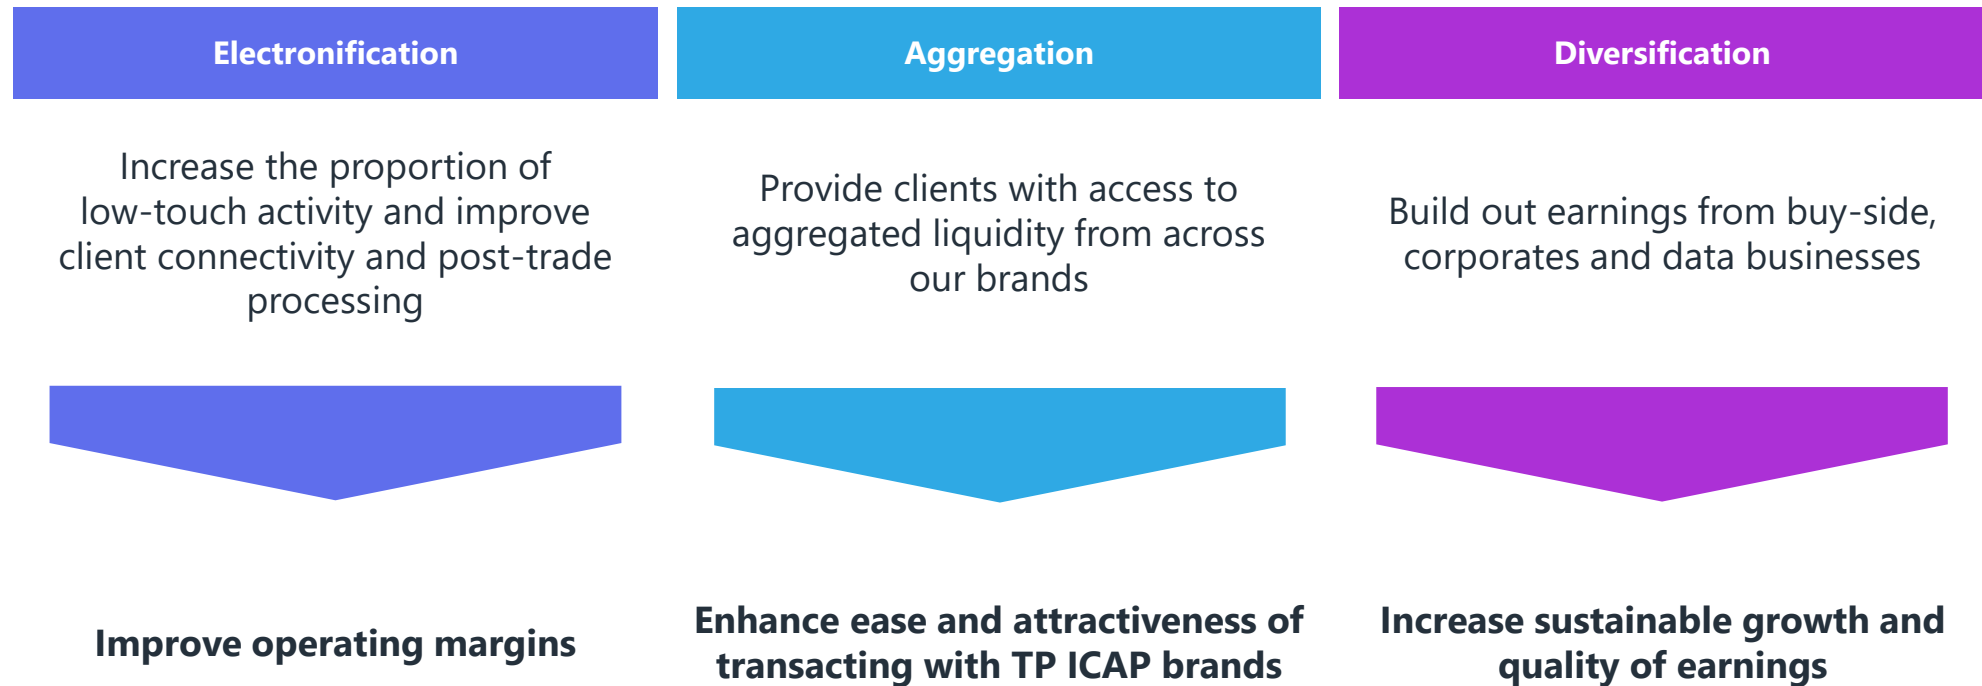 Electronification
Increase the proportion of
low-touch activity and improve
client connectivity and post-trade
processing
Improve operating margins
Aggregation
Provide clients with access to
aggregated liquidity from across
our brands
Enhance ease and attractiveness of
transacting with TP ICAP brands
Diversification
Build out earnings from buy-side,
corporates and data businesses
Increase sustainable growth and
quality of earnings